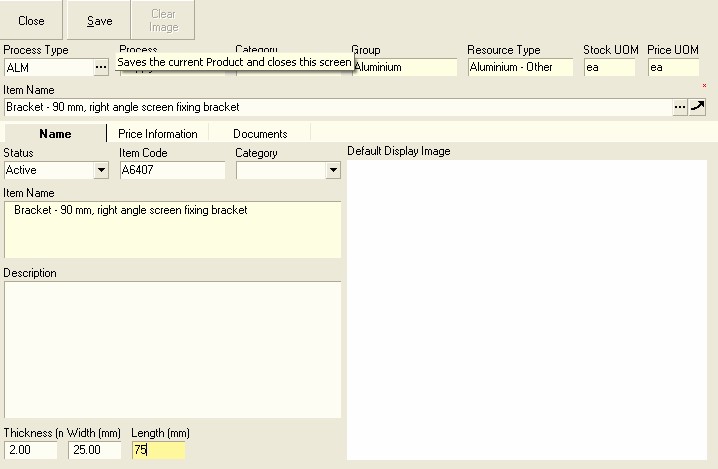 Close
Save
Clear Image
Process Type Process Category Group Resource Type Stock UOM Price UOM
ALM ... Saves the current Product and closes this screen Aluminium Aluminium - Other ea ea
Item Name
Bracket - 90 mm, right angle screen fixing bracket ...
Name Price Information Documents
Status Item Code Category Default Display Image
Active A6407
Item Name
Bracket - 90 mm, right angle screen fixing bracket
Description
Thickness (n Width (mm) Length (mm)
2.00 25.00 75